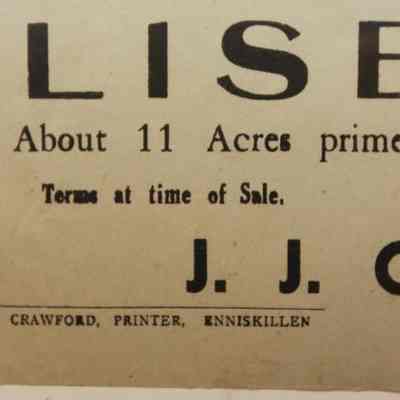 LISE
About 11 Acres prime
Terms at time of Sale.
J. J.
CRAWFORD, PRINTER, ENNISKILLEN